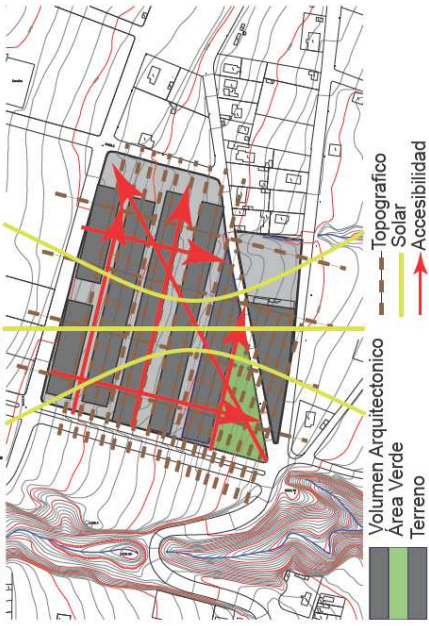 Volumen Arquitectonico
Área Verde
Terreno
Topografico
Solar
Accesibilidad